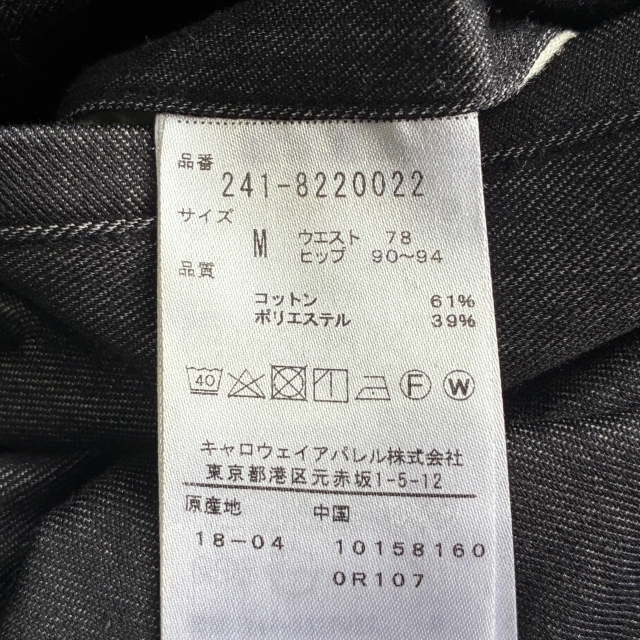 品番
241-8220022
サイズ
M ウエスト 78
ヒップ 90〜94
品質
コットン 61%
ポリエステル 39%
40 F W
キャロウェイアパレル株式会社
東京都港区元赤坂1-5-12
原産地 中国
18-04 10158160
0R107